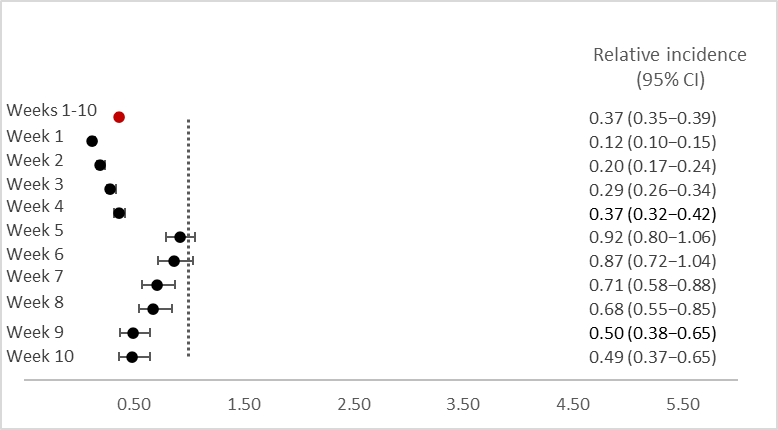 Relative incidence
(95% CI)
Weeks 1-10 0.37 (0.35−0.39)
Week 1 0.12 (0.10−0.15)
Week 2 0.20 (0.17−0.24)
Week 3 0.29 (0.26−0.34)
Week 4 0.37 (0.32−0.42)
Week 5 0.92 (0.80−1.06)
Week 6 0.87 (0.72−1.04)
Week 7 0.71 (0.58−0.88)
Week 8 0.68 (0.55−0.85)
Week 9 0.50 (0.38−0.65)
Week 10 0.49 (0.37−0.65)
0.50 1.50 2.50 3.50 4.50 5.50